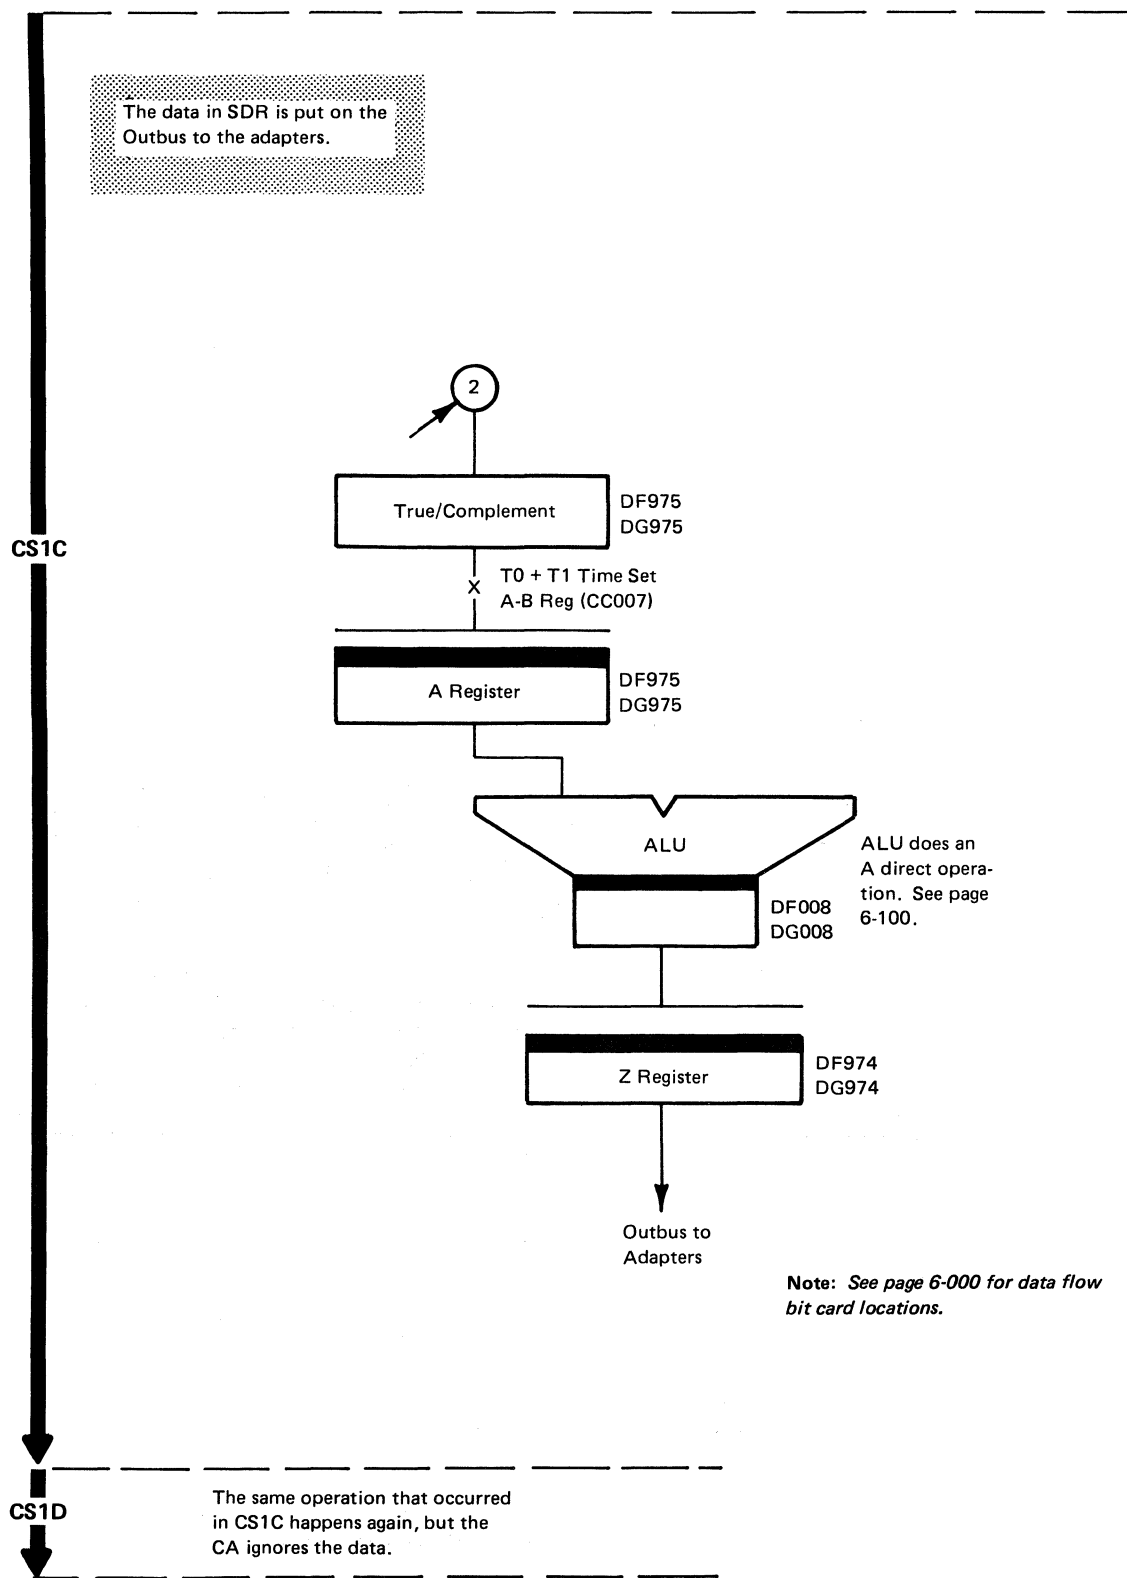 The data in SDR is put on the
Outbus to the adapters.
2
True/Complement
DF975
DG975
CS1C
X
T0 + T1 Time Set
A-B Reg (CC007)
A Register
DF975
DG975
ALU
ALU does an
A direct opera-
tion. See page
6-100.
DF008
DG008
Z Register
DF974
DG974
Outbus to
Adapters
Note: See page 6-000 for data flow
bit card locations.
CS1D
The same operation that occurred
in CS1C happens again, but the
CA ignores the data.